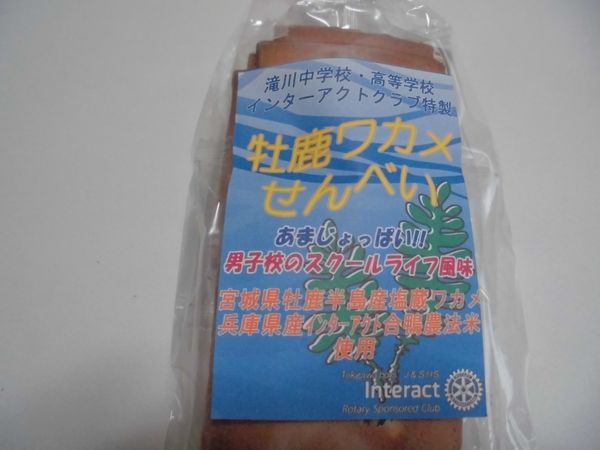 滝川中学校・高等学校
インターアクトクラブ特製
牡鹿ワカメ
せんべい
あまじょっぱい!!
男子校のスクールライフ風味
宮城県牡鹿半島産塩蔵ワカメ
兵庫県産インターアクト合鴨農法米
使用
J & SHS
Interact
Rotary Sponsored Club